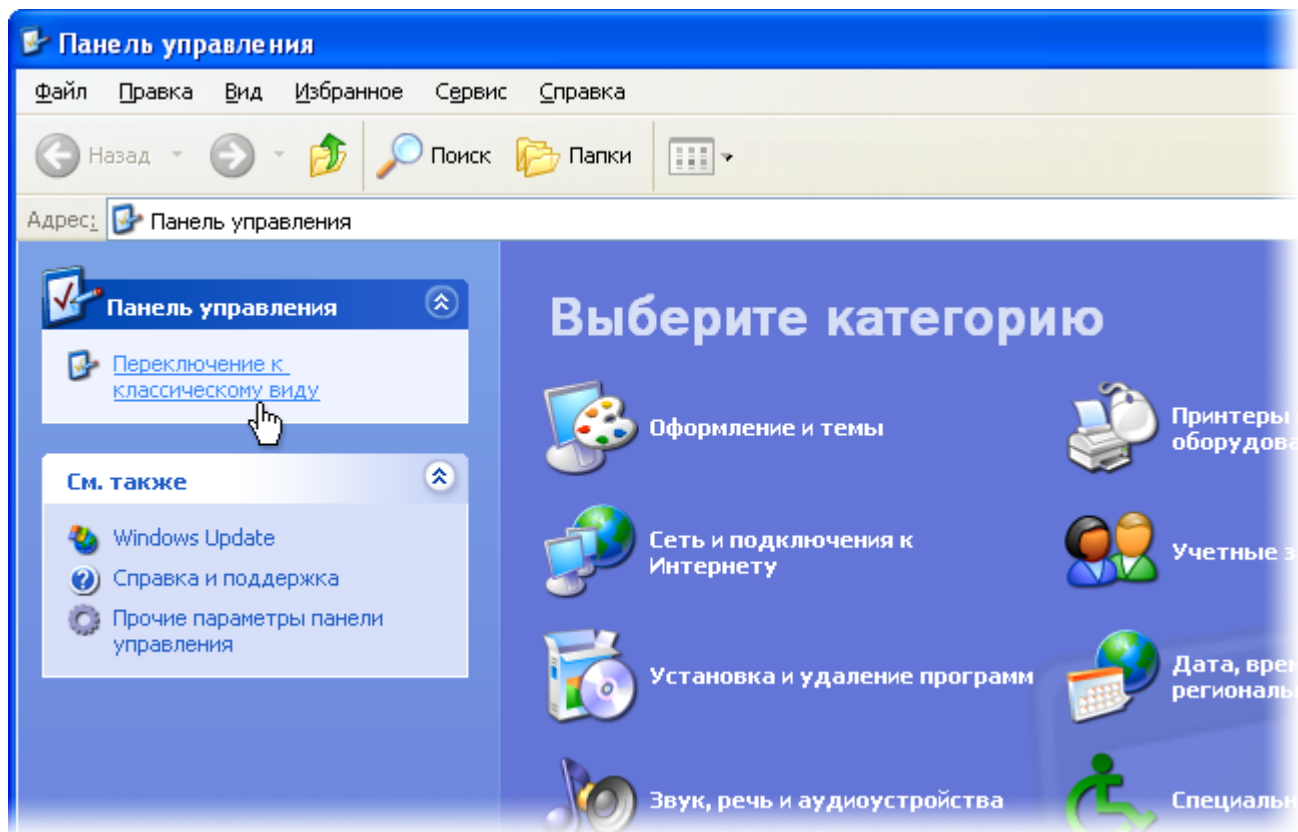 Панель управления
Файл Правка Вид Избранное Сервис Справка
Назад Поиск Папки
Адрес: Панель управления
Панель управления
Переключение к
классическому виду
См. также
Windows Update
Справка и поддержка
Прочие параметры панели
управления
Выберите категорию
Оформление и темы
Принтеры
Сеть и подключения к
Интернету
Учетные
Установка и удаление программ
Дата,
Звук, речь и аудиоустройства